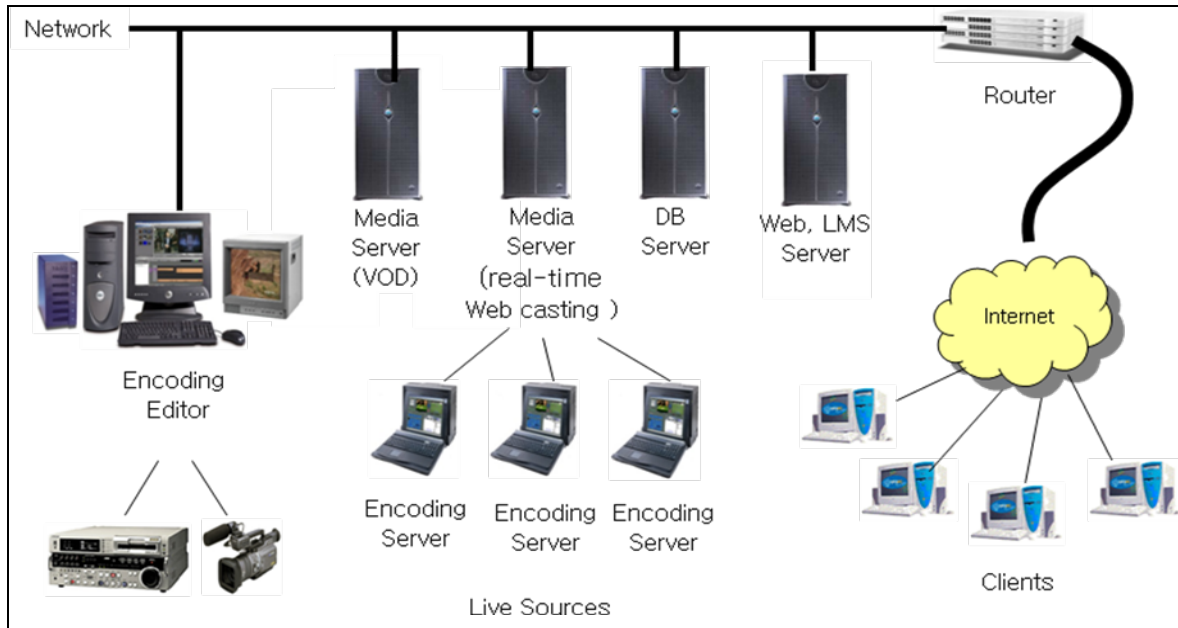 Network
Router
Media
Server
(VOD)
Media
Server
(real-time
Web casting )
DB
Server
Web, LMS
Server
Internet
Encoding
Editor
Encoding
Server
Encoding
Server
Encoding
Server
Live Sources
Clients